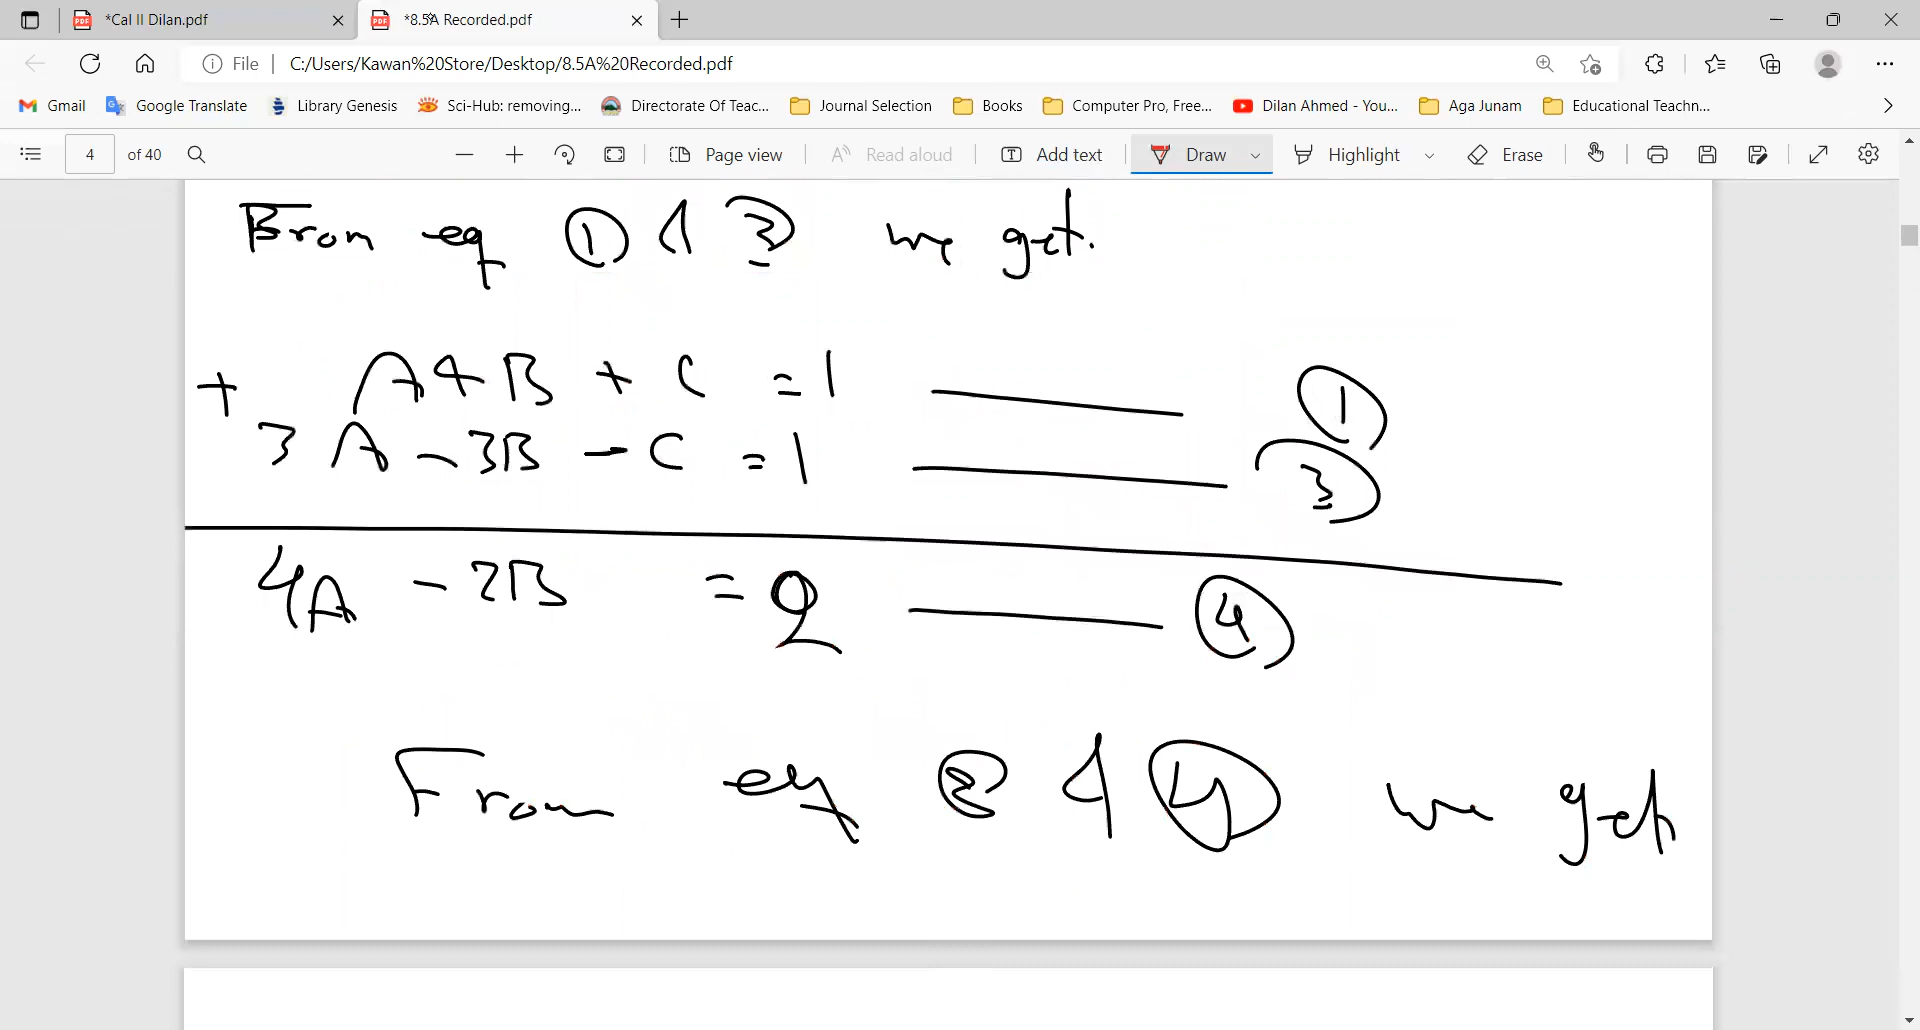 *Cal II Dilan.pdf
*8.5A Recorded.pdf
File
C:/Users/Kawan%20Store/Desktop/8.5A%20Recorded.pdf
Gmail
Google Translate
Library Genesis
Sci-Hub: removing...
Directorate Of Teac...
Journal Selection
Books
Computer Pro, Free...
Dilan Ahmed - You...
Aga Junam
Educational Teachn...
4 of 40
Page view
Read aloud
Add text
Draw
Highlight
Erase
From eq ① & ③ we get.
+ A + B + C = 1 —— ①
3A - 3B - C = 1 —— ③
4A - 2B = 2 —— ④
From eq ② & ④ we get